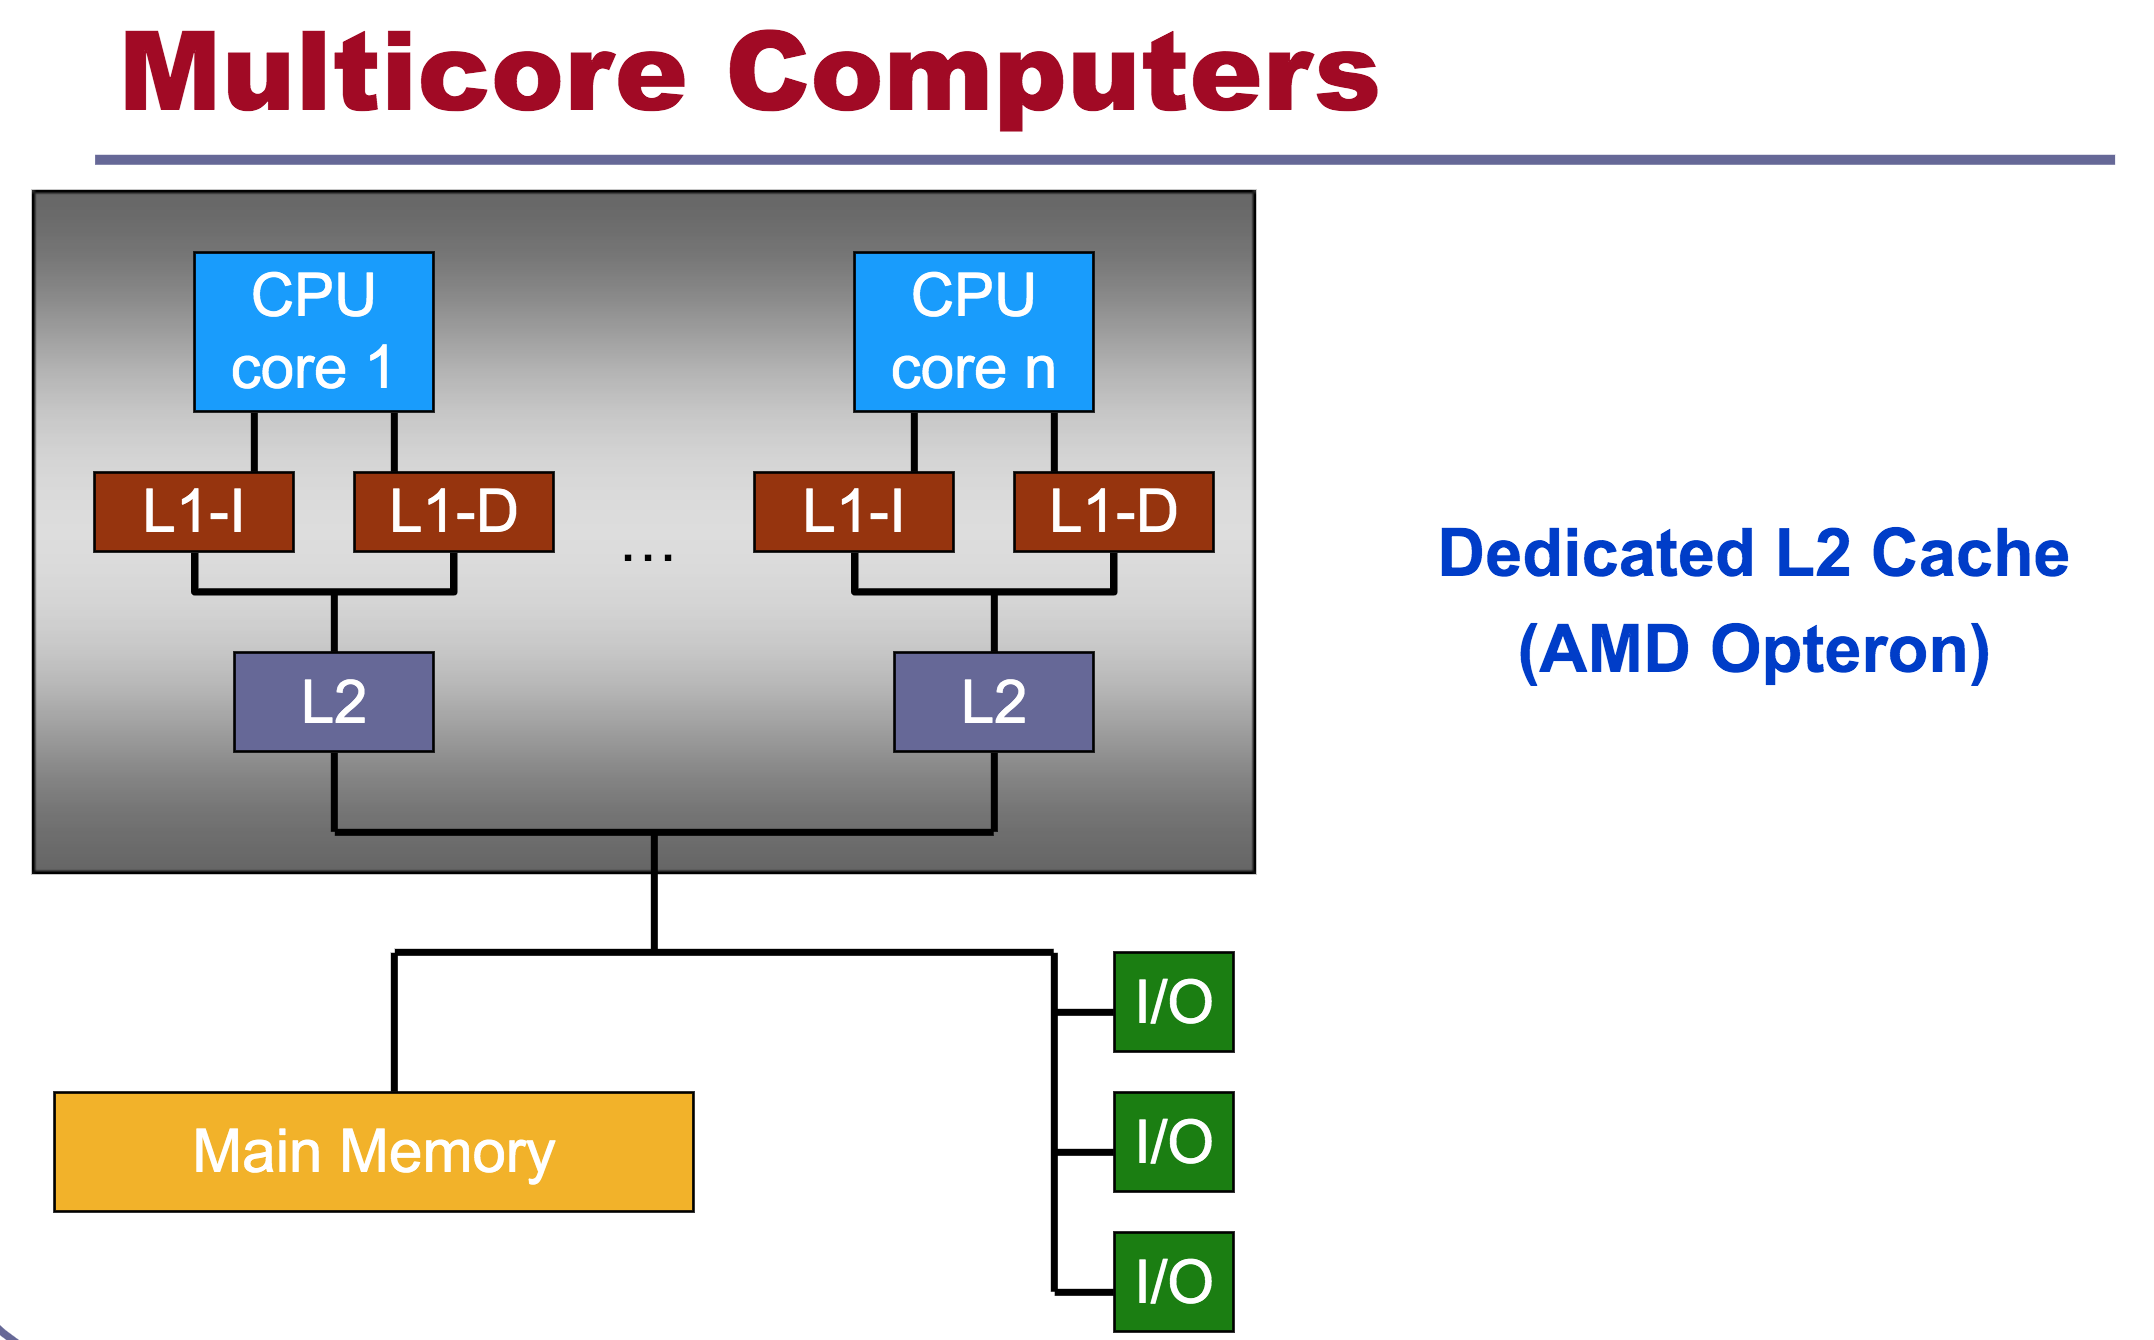 Multicore Computers
CPU
core 1
CPU
core n
L1-I
L1-D
...
L1-I
L1-D
L2
L2
Dedicated L2 Cache
(AMD Opteron)
Main Memory
I/O
I/O
I/O